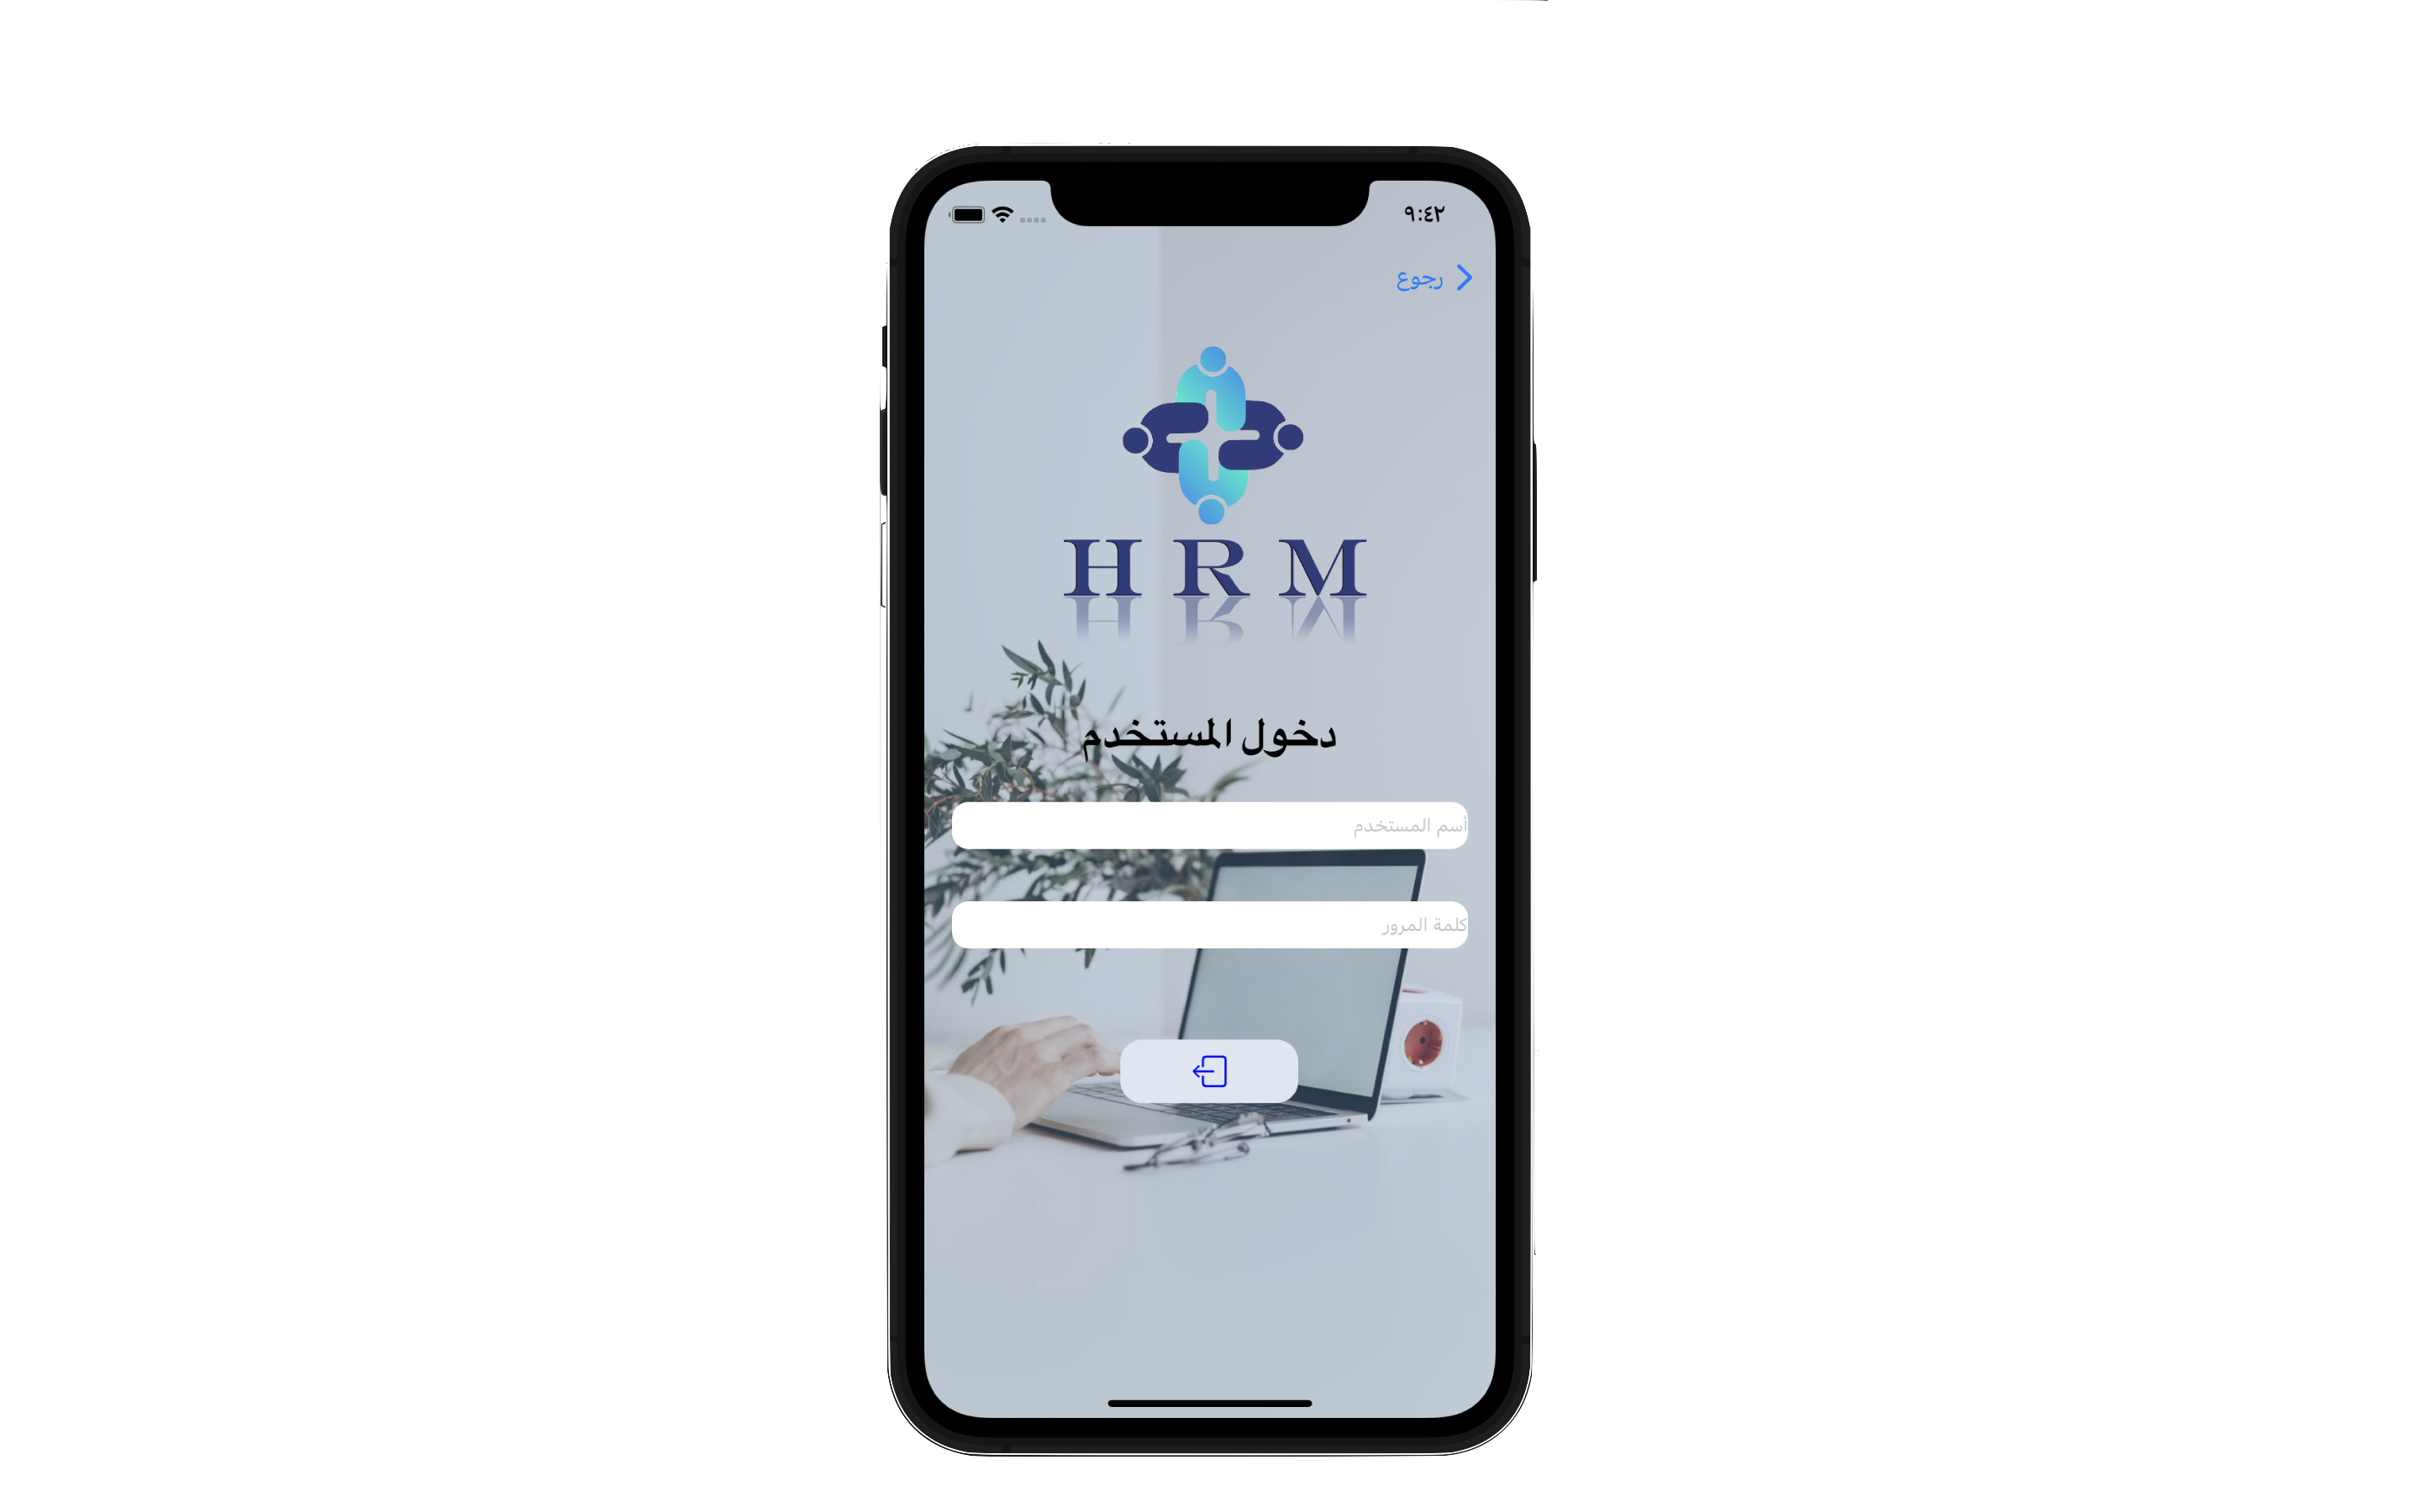 ٩:٤٢
رجوع
HRM
دخول المستخدم
أسم المستخدم
كلمة المرور